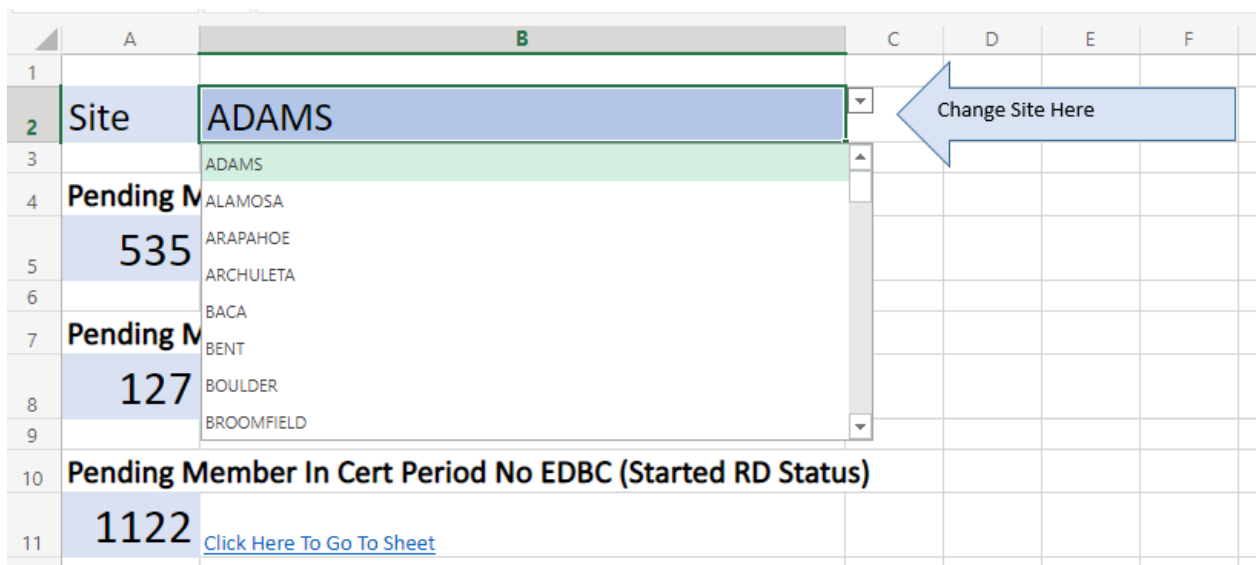 A B C D E F
1
2 Site ADAMS Change Site Here
3 ADAMS
4 Pending M ALAMOSA
5 535 ARAPAHOE
ARCHULETA
6 BACA
7 Pending M BENT
8 127 BOULDER
9 BROOMFIELD
10 Pending Member In Cert Period No EDBC (Started RD Status)
11 1122 Click Here To Go To Sheet